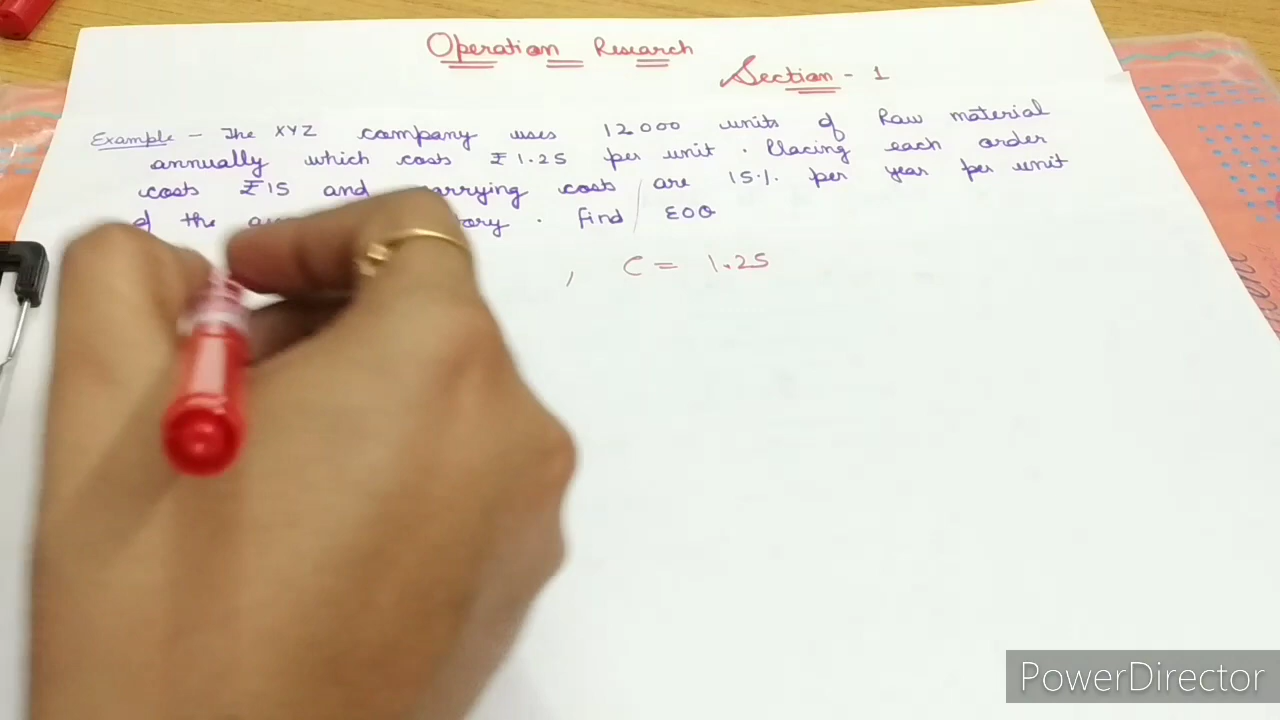 Operation Research
Section - 1
Example - The XYZ company uses 12000 units of Raw material
annually which costs ₹ 1.25 per unit. Placing each order
costs ₹15 and carrying costs are 15% per year per unit
of the . Find EOQ
, C = 1.25
PowerDirector